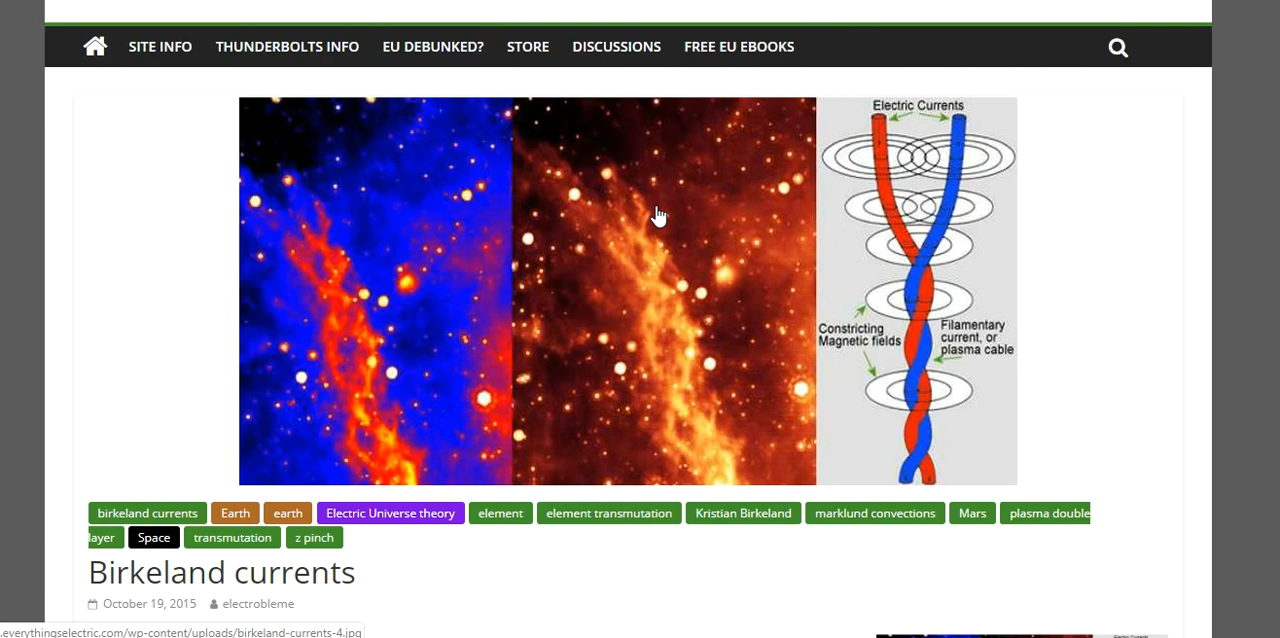 SITE INFO THUNDERBOLTS INFO EU DEBUNKED? STORE DISCUSSIONS FREE EU EBOOKS
Electric Currents
Constricting
Magnetic fields
Filamentary
current, or
plasma cable
birkeland currents Earth earth Electric Universe theory element element transmutation Kristian Birkeland marklund convections Mars plasma double
layer Space transmutation z pinch
Birkeland currents
October 19, 2015 electrobleme
.everythingselectric.com/wp-content/uploads/birkeland-currents-4.jpg